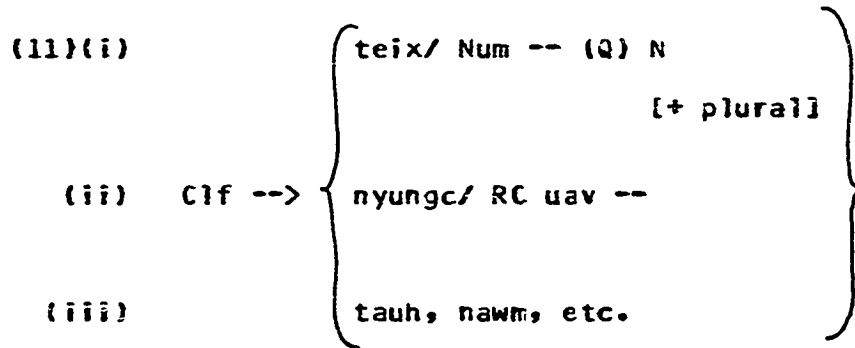 (11)(i) teix/ Num -- (Q) N
[+ plural]
(ii) Clf --> nyungc/ RC uav --
(iii) tauh, nawm, etc.